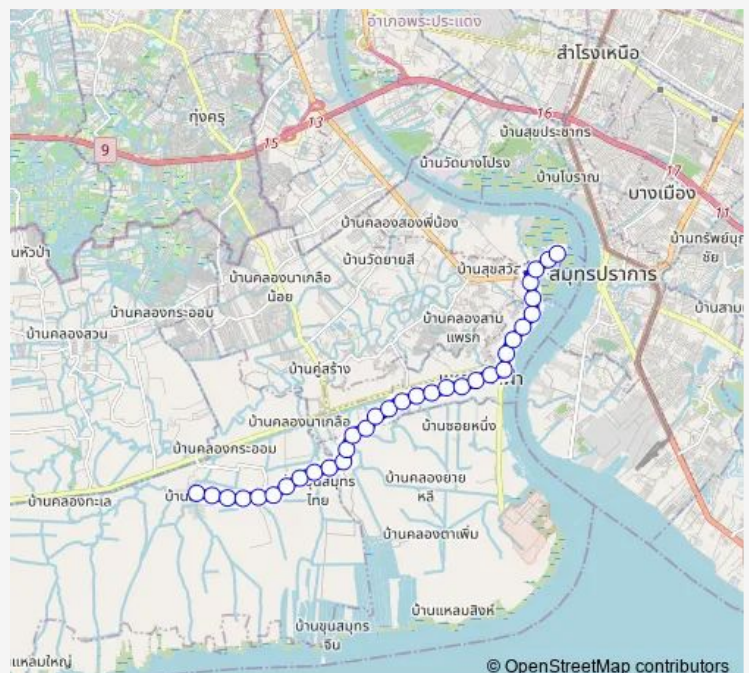 อำเภอพระประแดง
สำโรงเหนือ
ทุ่งครุ
13
16
15
9
บ้านสุขประชากร
บ้านวัดบางโปรง
17
บ้านโบราณ
บางเมือง
11
บ้านคลองสองพี่น้อง
บ้านทรัพย์บุญ
ชัย
นหัวป่า
บ้านวัดยายสี
สมุทรปราการ
บ้านคลองนาเกลือ
น้อย
บ้านคลองกระออม
บ้านคลองสวน
บ้านคลองสาม
แพรก
บ้านคู่สร้าง
บ้านคลองนาเกลือ
บ้านซอยหนึ่ง
บ้านคลองกระออม
บ้านคลองทะเล
บ้านคลองยาย
หลี
ไทย
บ้านคลองตาเพิ่ม
บ้านแหลมสิงห์
บ้านขุนสมุทร
จีน
แหลมใหญ่
© OpenStreetMap contributors